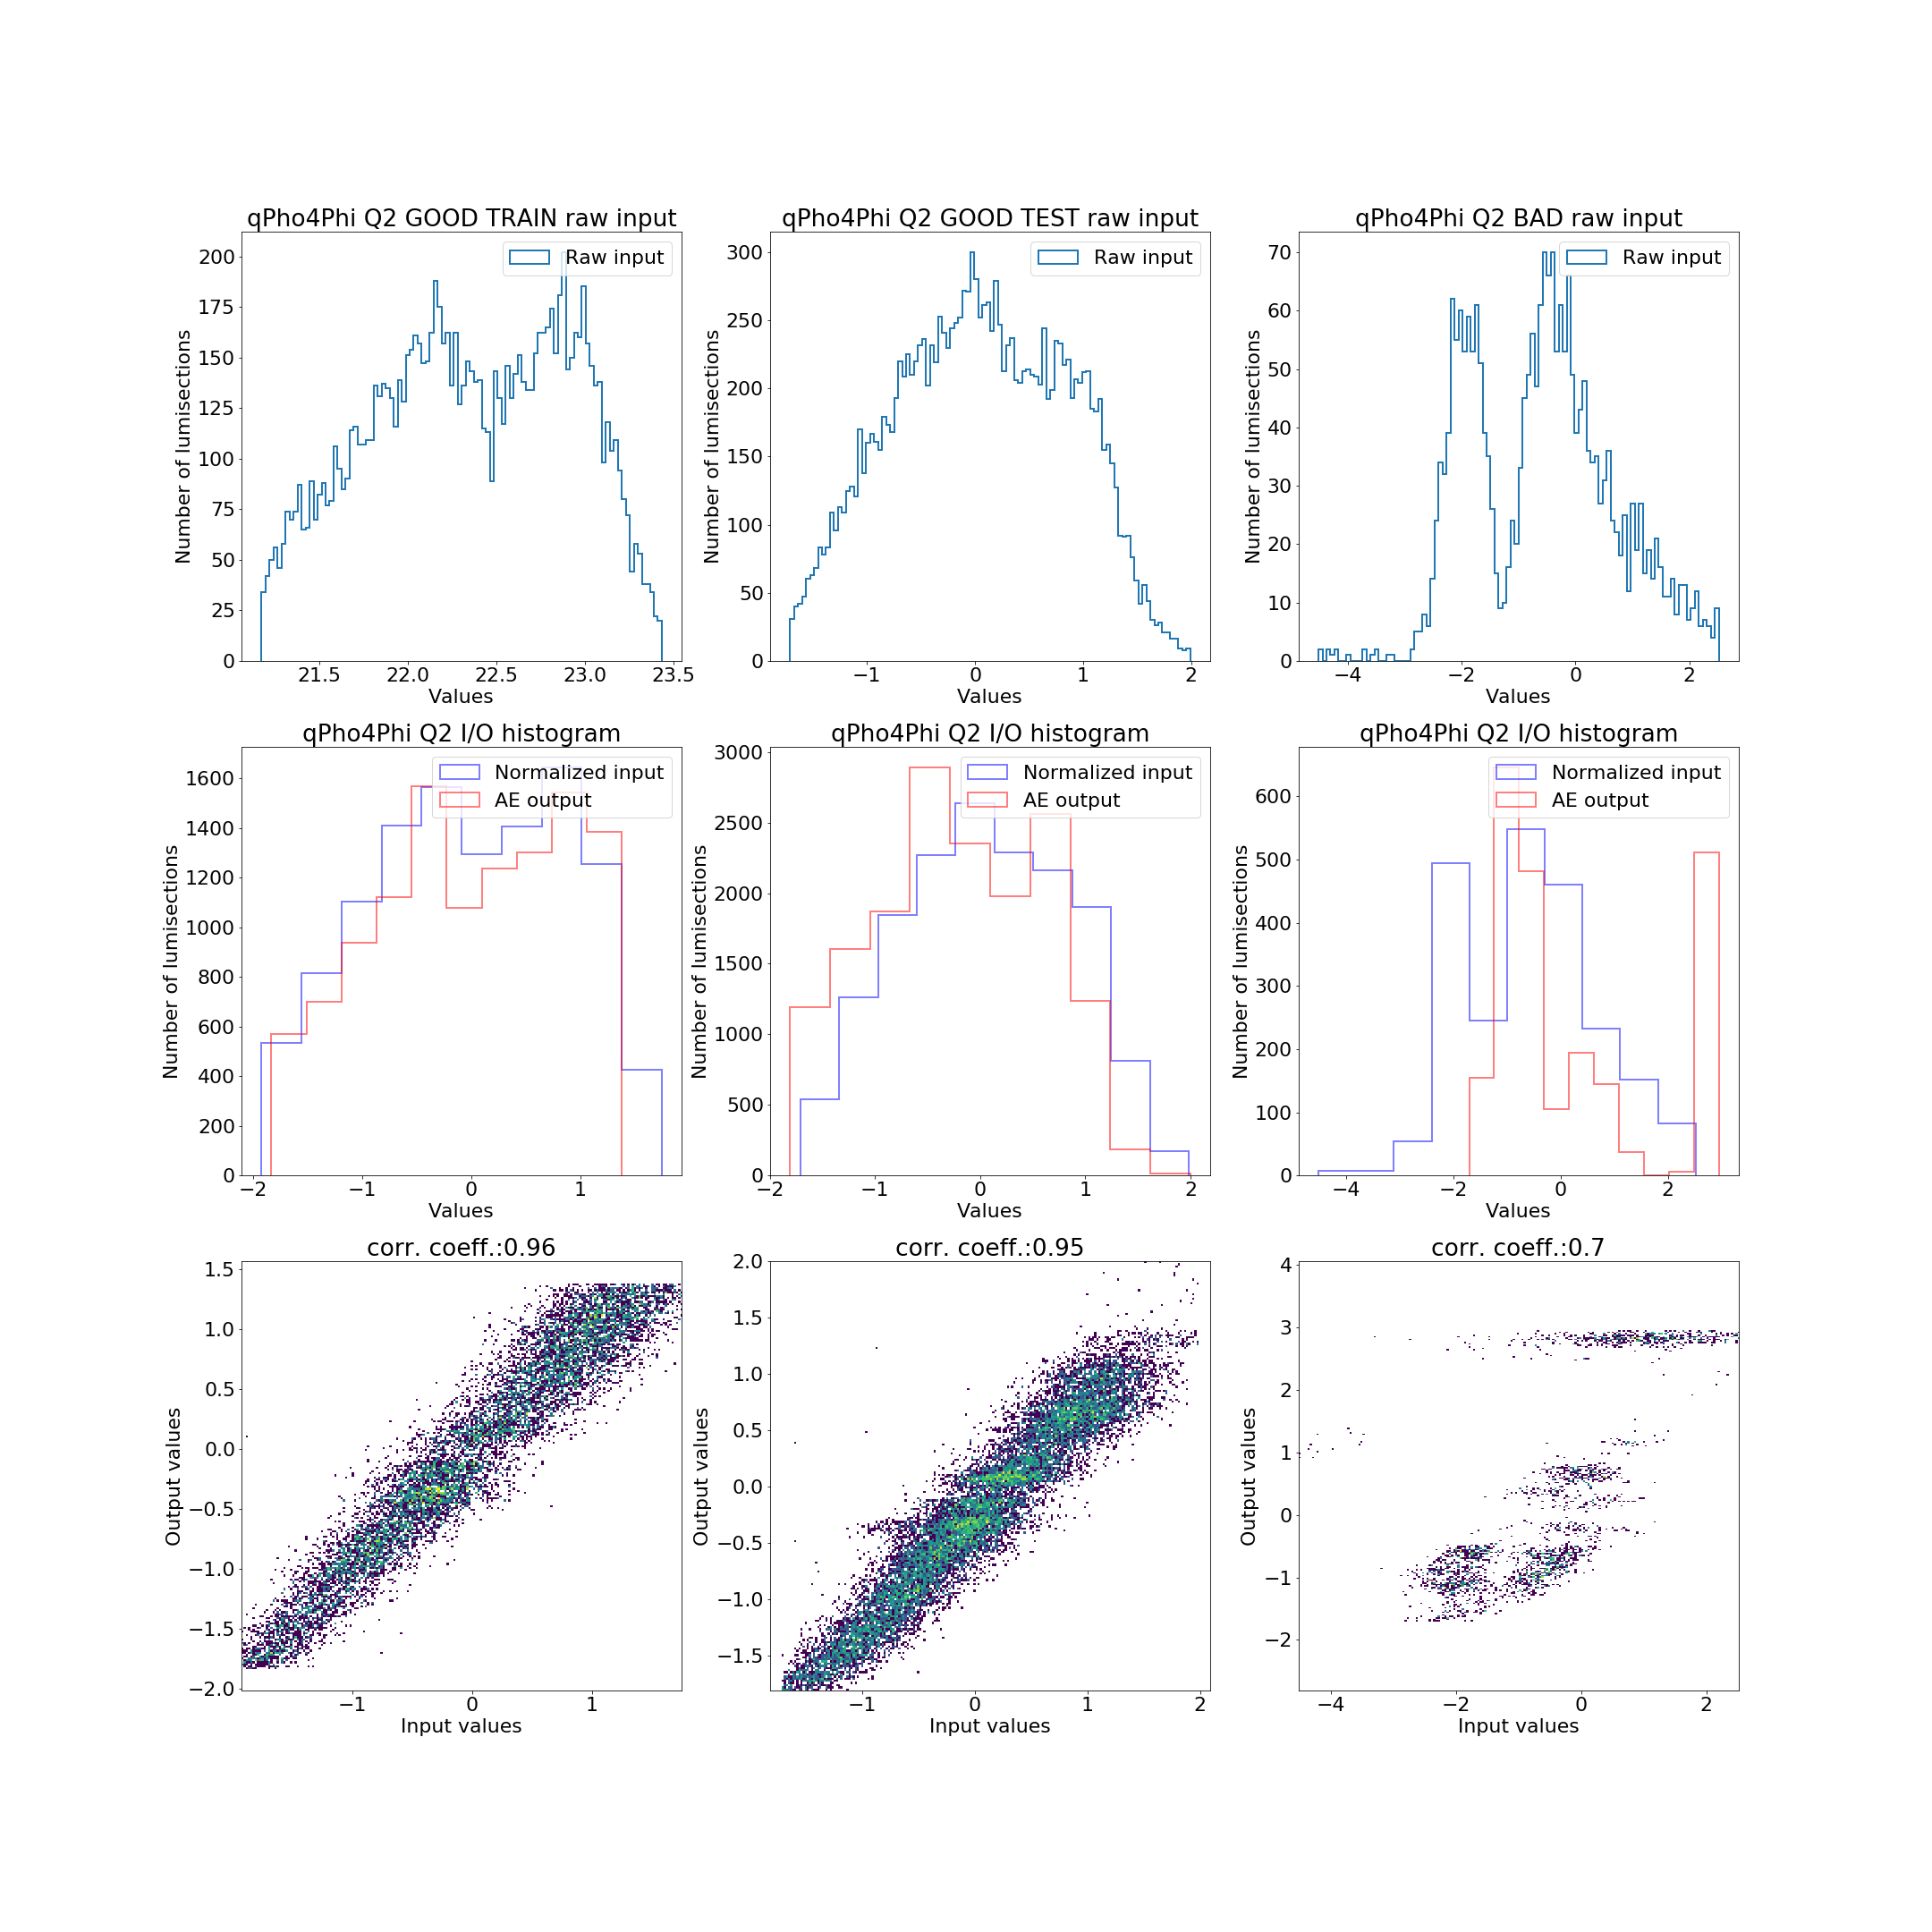 qPho4Phi Q2 GOOD TRAIN raw input
Raw input
Number of lumisections
200
175
150
125
100
75
50
25
0
21.5
22.0
22.5
23.0
23.5
Values
qPho4Phi Q2 GOOD TEST raw input
Raw input
Number of lumisections
300
250
200
150
100
50
0
−1
0
1
2
Values
qPho4Phi Q2 BAD raw input
Raw input
Number of lumisections
70
60
50
40
30
20
10
0
−4
−2
0
2
Values
qPho4Phi Q2 I/O histogram
Normalized input
AE output
Number of lumisections
1600
1400
1200
1000
800
600
400
200
0
−2
−1
0
1
Values
qPho4Phi Q2 I/O histogram
Normalized input
AE output
Number of lumisections
3000
2500
2000
1500
1000
500
0
−2
−1
0
1
2
Values
qPho4Phi Q2 I/O histogram
Normalized input
AE output
Number of lumisections
600
500
400
300
200
100
0
−4
−2
0
2
Values
corr. coeff.:0.96
Output values
1.5
1.0
0.5
0.0
−0.5
−1.0
−1.5
−2.0
−1
0
1
Input values
corr. coeff.:0.95
Output values
2.0
1.5
1.0
0.5
0.0
−0.5
−1.0
−1.5
−1
0
1
2
Input values
corr. coeff.:0.7
Output values
4
3
2
1
0
−1
−2
−4
−2
0
2
Input values